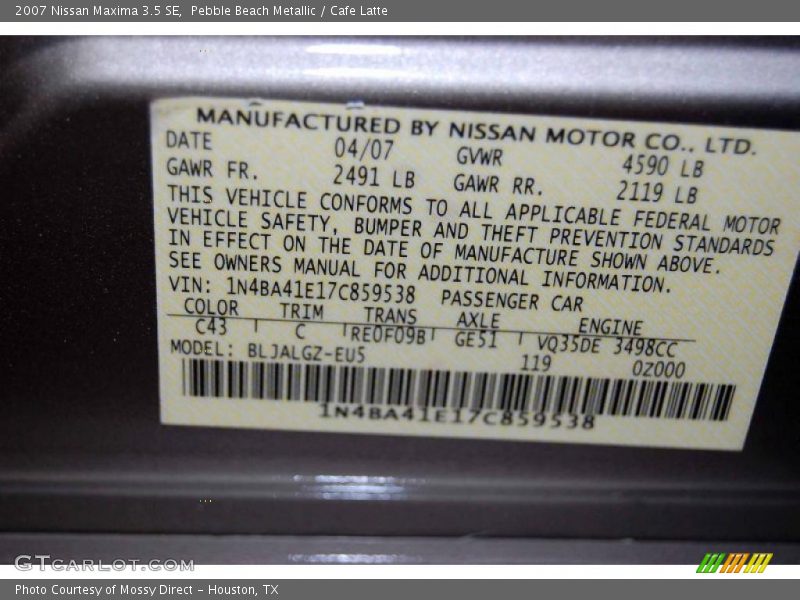 2007 Nissan Maxima 3.5 SE, Pebble Beach Metallic / Cafe Latte
MANUFACTURED BY NISSAN MOTOR CO., LTD.
DATE 04/07 GVWR 4590 LB
GAWR FR. 2491 LB GAWR RR. 2119 LB
THIS VEHICLE CONFORMS TO ALL APPLICABLE FEDERAL MOTOR
VEHICLE SAFETY, BUMPER AND THEFT PREVENTION STANDARDS
IN EFFECT ON THE DATE OF MANUFACTURE SHOWN ABOVE.
SEE OWNERS MANUAL FOR ADDITIONAL INFORMATION.
VIN: 1N4BA41E17C859538 PASSENGER CAR
COLOR TRIM TRANS AXLE ENGINE
C43 C RE0F09B GE51 VQ35DE 3498CC
MODEL: BLJALGZ-EU5 119 0Z000
1N4BA41E17C859538
GTCARLOT.COM
Photo Courtesy of Mossy Direct - Houston, TX